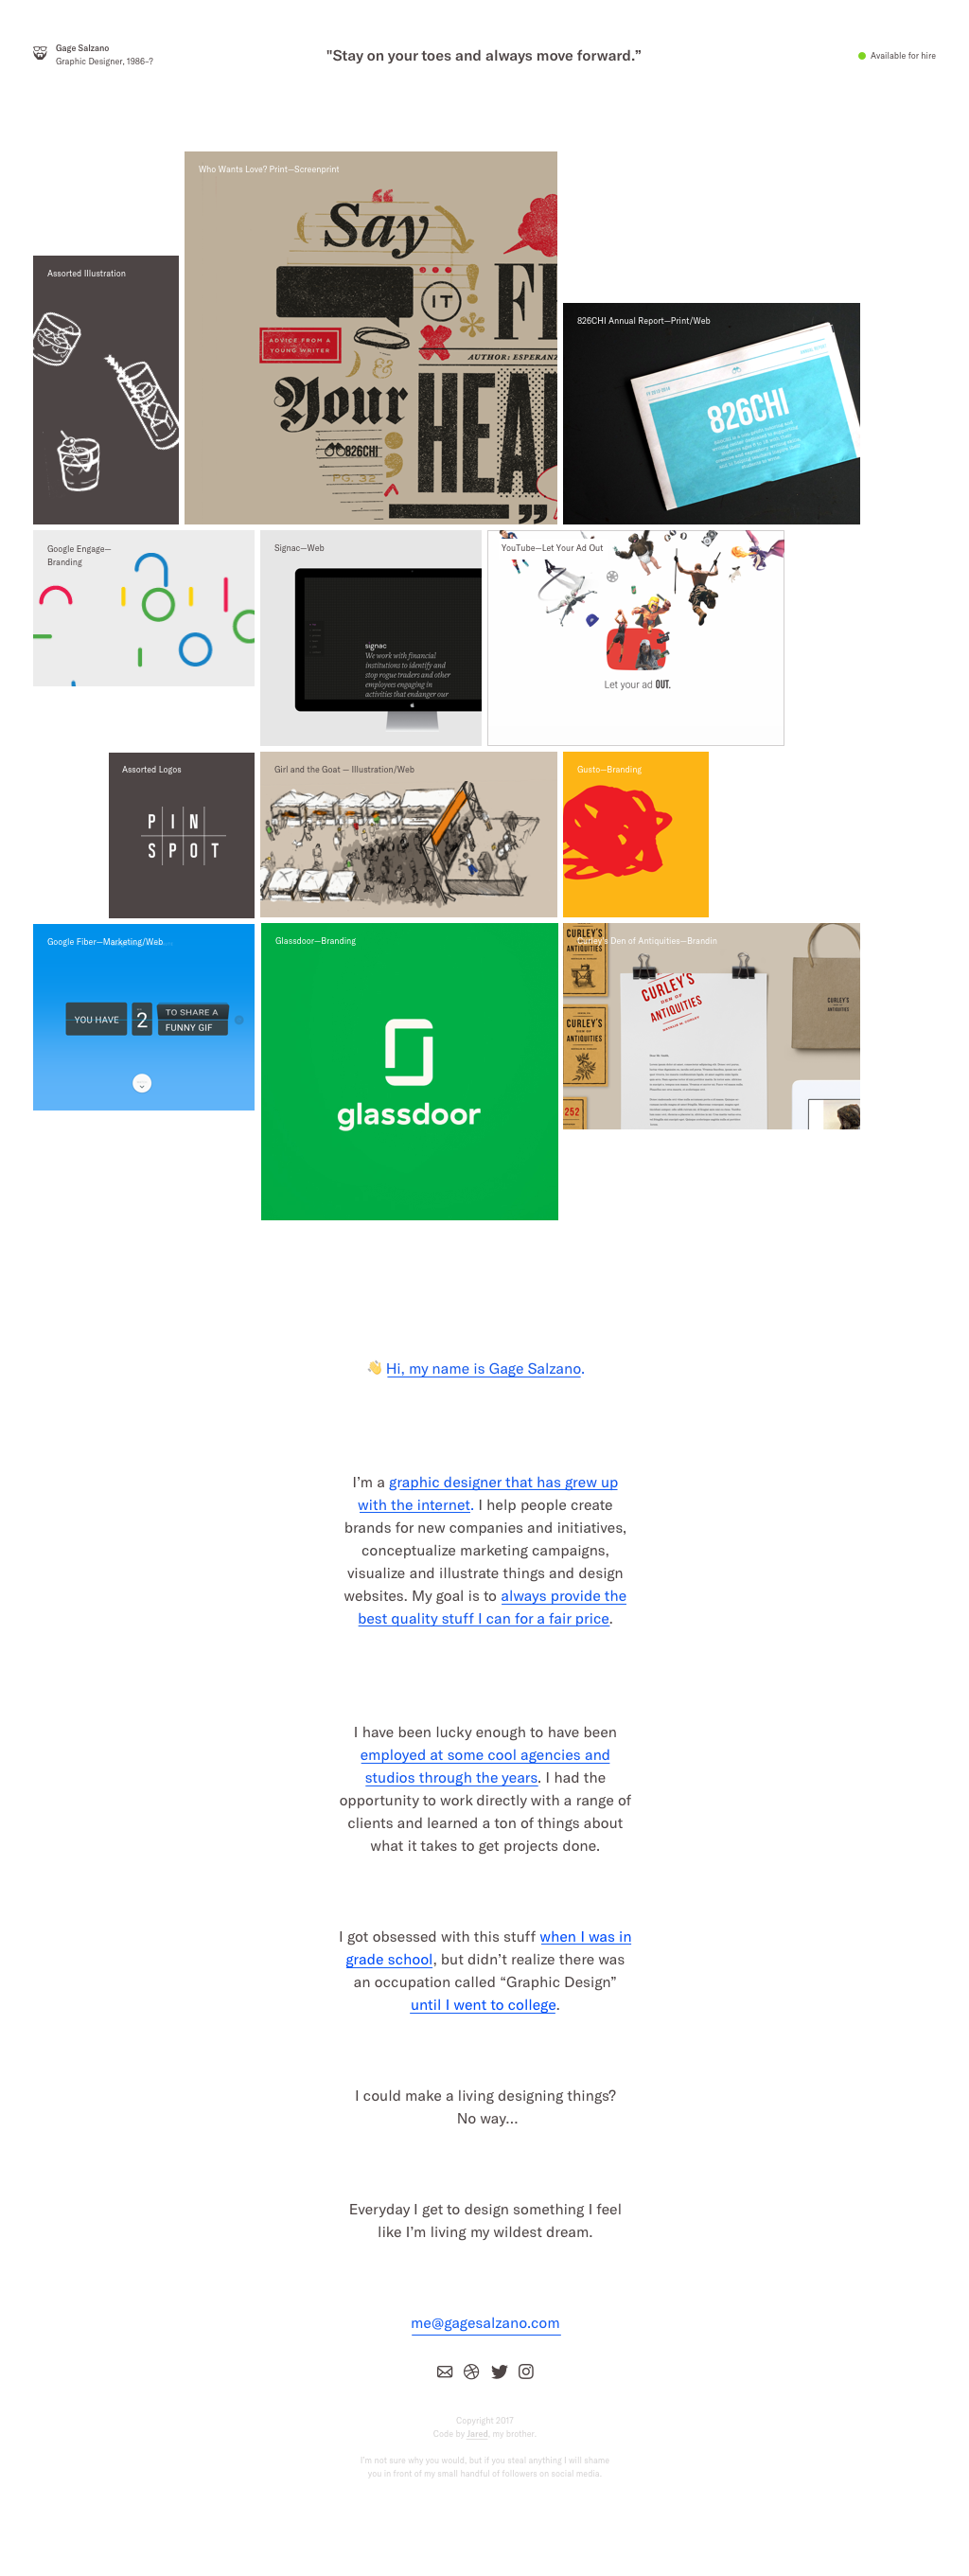 Gage Salzano
Graphic Designer, 1986–?
"Stay on your toes and always move forward.”
Available for hire
Who Wants Love? Print—Screenprint
Say
IT
ADVICE FROM A
YOUNG WRITER
AUTHOR: ESPERANZ
&
Your
HEA
826CHI
PG. 32
Assorted Illustration
826CHI Annual Report—Print/Web
826CHI
Google Engage—
Branding
Signac—Web
signac
We work with financial
institutions to identify and
stop rogue traders and other
employees engaging in
activities that endanger our
YouTube—Let Your Ad Out
Let your ad OUT.
Assorted Logos
PIN
SPOT
Girl and the Goat — Illustration/Web
Gusto—Branding
Google Fiber—Marketing/Web
YOU HAVE
2
TO SHARE A
FUNNY GIF
Glassdoor—Branding
glassdoor
Curley's Den of Antiquities—Brandin
CURLEY'S
DEN OF
ANTIQUITIES
CURLEY'S
DEN OF
ANTIQUITIES
CURLEY'S
DEN OF
ANTIQUITIES
252
👋 Hi, my name is Gage Salzano.
I’m a graphic designer that has grew up
with the internet. I help people create
brands for new companies and initiatives,
conceptualize marketing campaigns,
visualize and illustrate things and design
websites. My goal is to always provide the
best quality stuff I can for a fair price.
I have been lucky enough to have been
employed at some cool agencies and
studios through the years. I had the
opportunity to work directly with a range of
clients and learned a ton of things about
what it takes to get projects done.
I got obsessed with this stuff when I was in
grade school, but didn’t realize there was
an occupation called “Graphic Design”
until I went to college.
I could make a living designing things?
No way...
Everyday I get to design something I feel
like I’m living my wildest dream.
me@gagesalzano.com
Copyright 2017
Code by Jared, my brother.
I'm not sure why you would, but if you steal anything I will shame
you in front of my small handful of followers on social media.